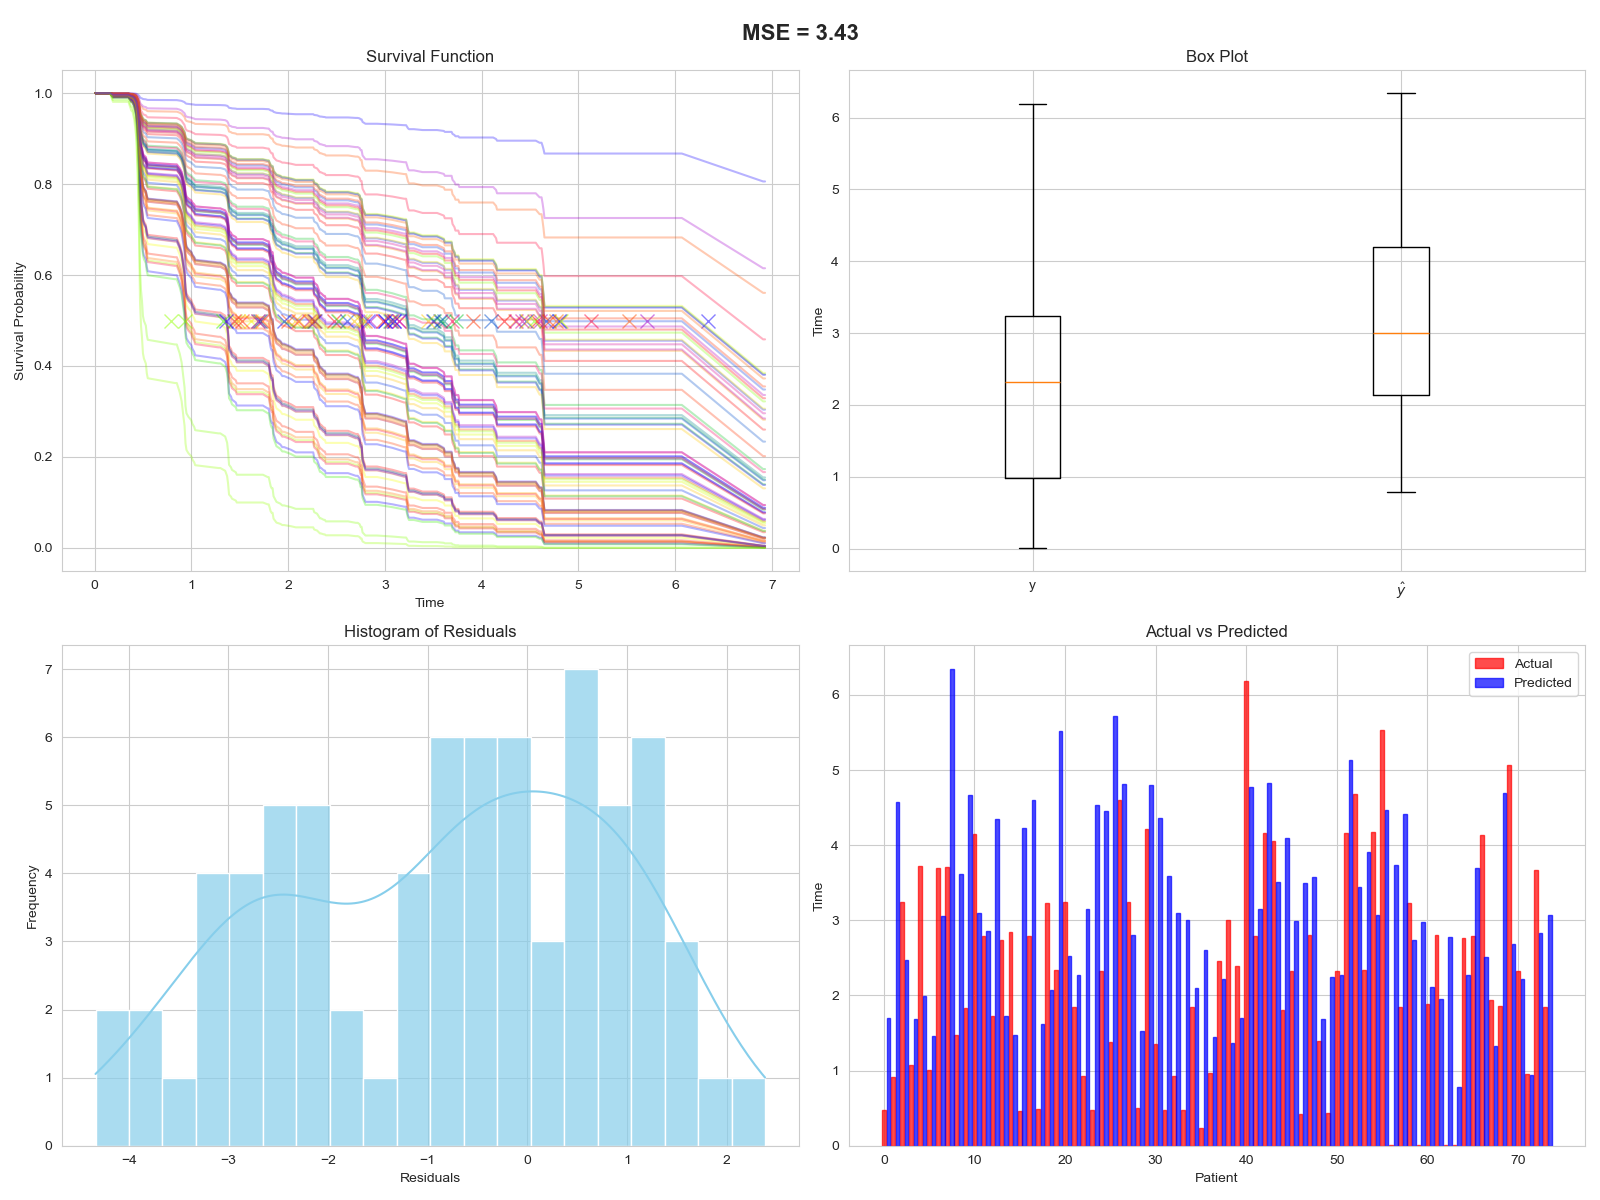 MSE = 3.43
Survival Function
Survival Probability
1.0
0.8
0.6
0.4
0.2
0.0
0 1 2 3 4 5 6 7
Time
Box Plot
Time
6
5
4
3
2
1
0
y ŷ
Histogram of Residuals
Frequency
7
6
5
4
3
2
1
0
−4 −3 −2 −1 0 1 2
Residuals
Actual vs Predicted
Actual
Predicted
Time
6
5
4
3
2
1
0
0 10 20 30 40 50 60 70
Patient